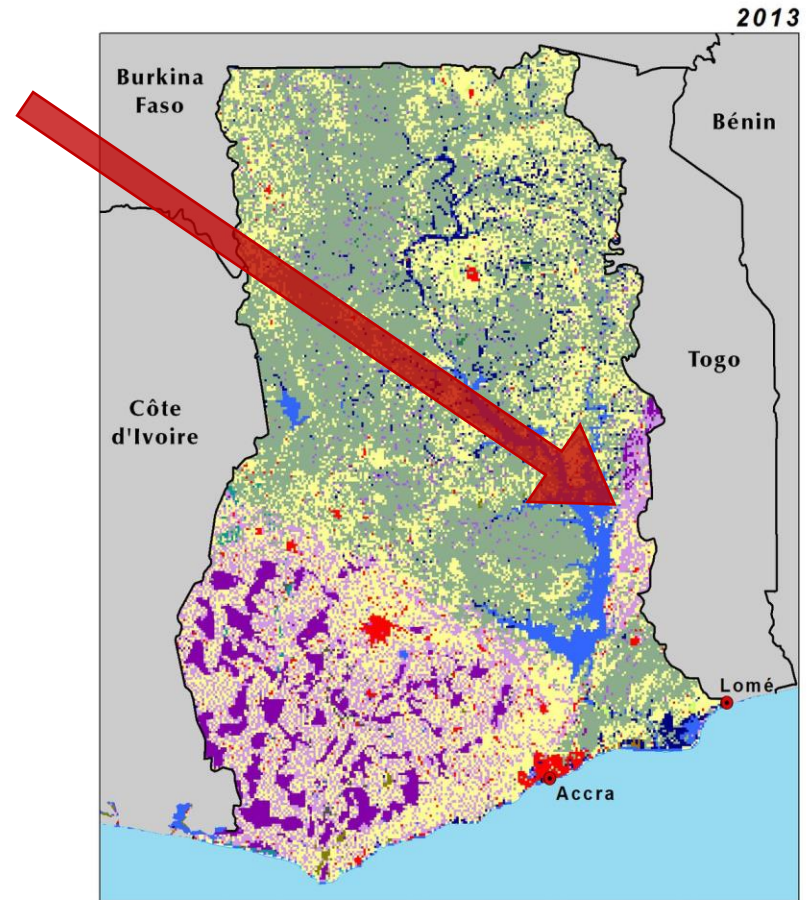 2013
Burkina
Faso
Bénin
Togo
Côte
d'Ivoire
Lomé
Accra